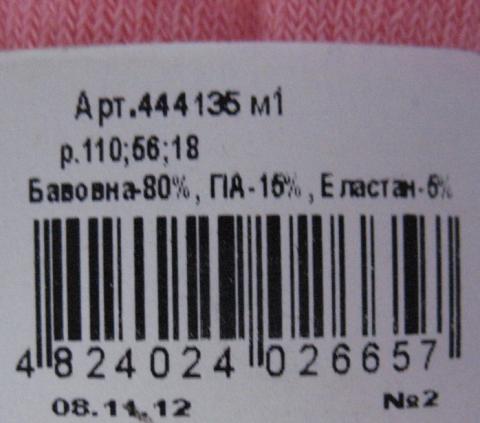 Арт.444135 м1
р.110;56;18
Бавовна-80%, ПА-15%, Еластан-5%
4 824024 026657
08.11.12 №2